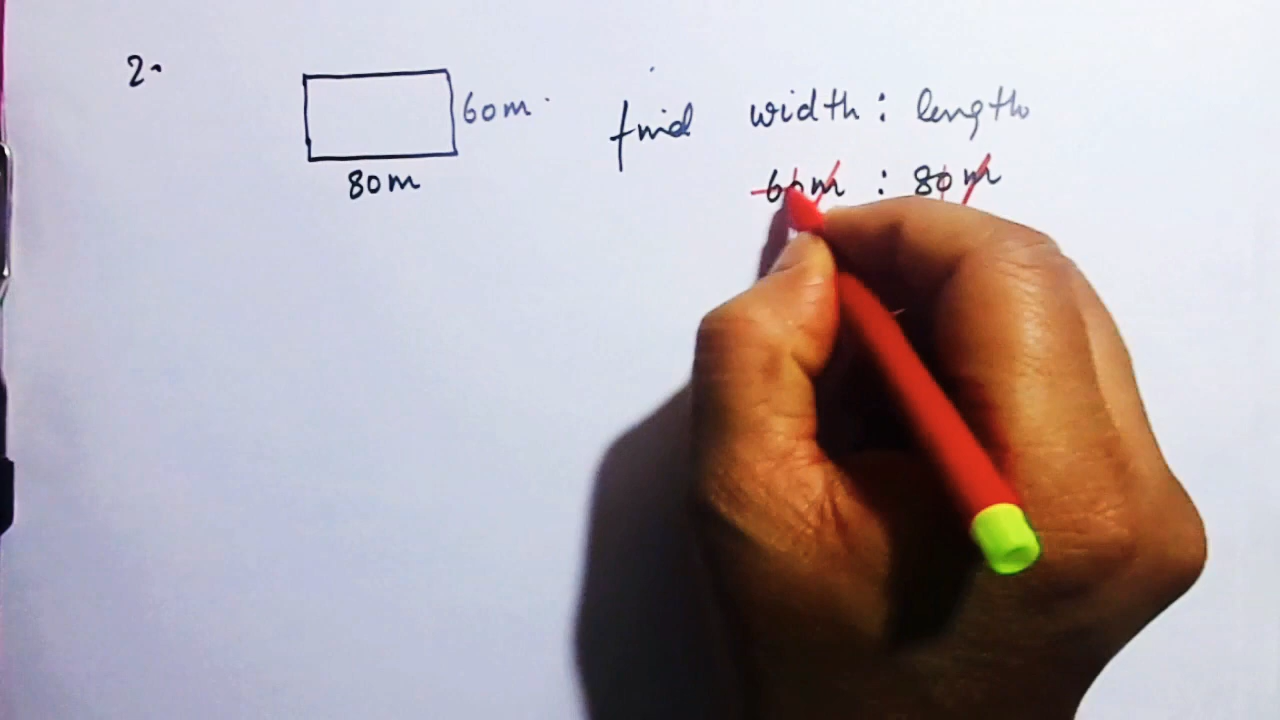 2.
60m
find width : length
80m
60m : 80m